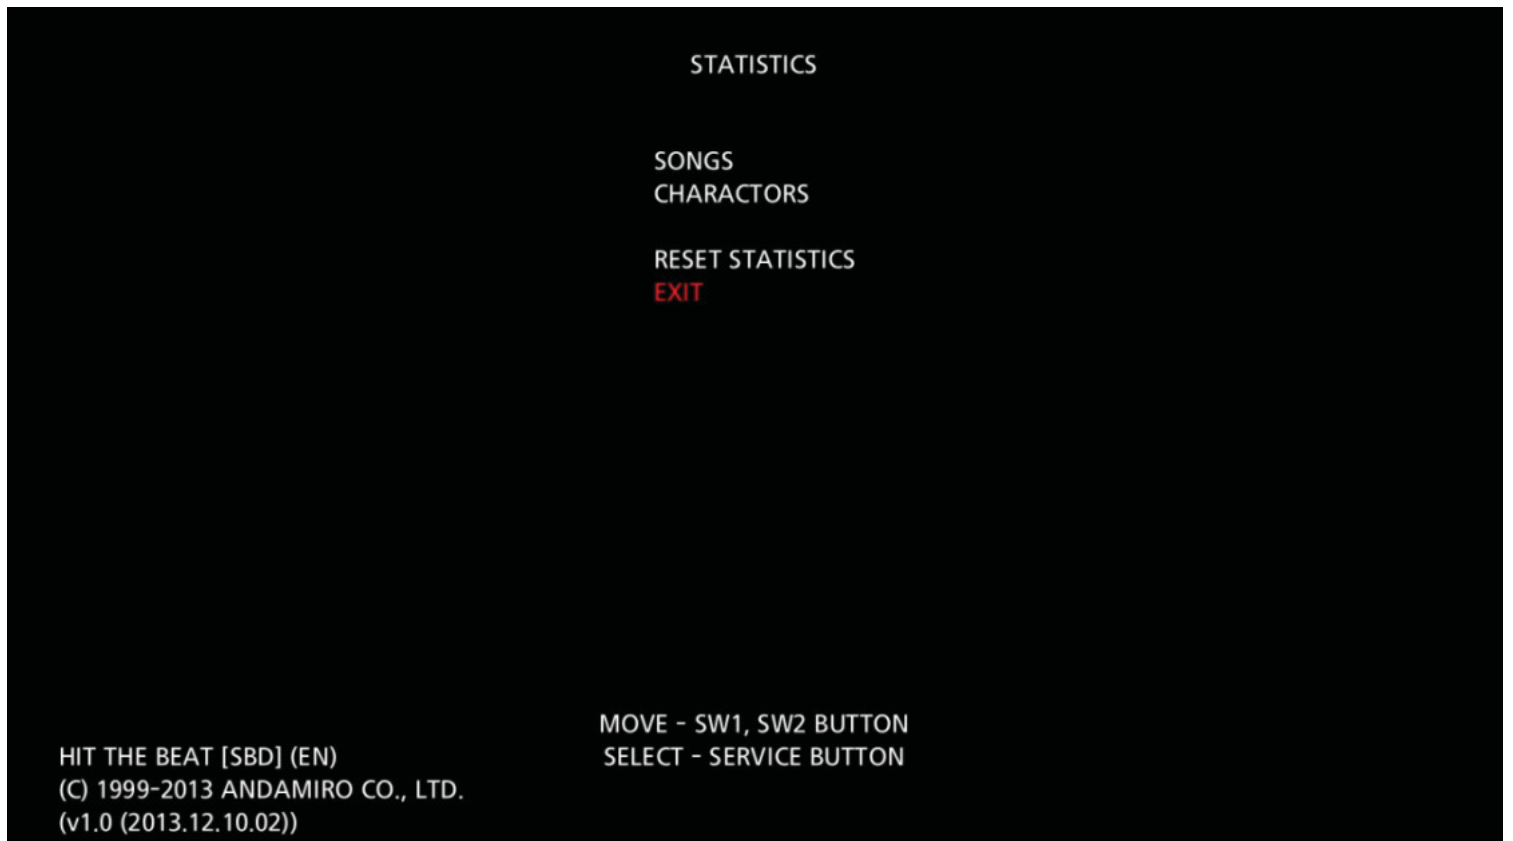 STATISTICS
SONGS
CHARACTORS
RESET STATISTICS
EXIT
MOVE - SW1, SW2 BUTTON
SELECT - SERVICE BUTTON
HIT THE BEAT [SBD] (EN)
(C) 1999-2013 ANDAMIRO CO., LTD.
(v1.0 (2013.12.10.02))